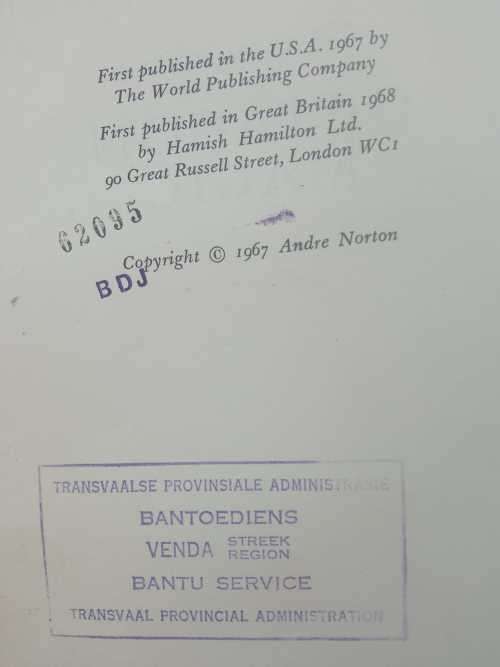 First published in the U.S.A. 1967 by
The World Publishing Company
First published in Great Britain 1968
by Hamish Hamilton Ltd.
90 Great Russell Street, London WC1
62095
Copyright © 1967 Andre Norton
BDJ
TRANSVAALSE PROVINSIALE ADMINISTRASIE
BANTOEDIENS
VENDA STREEK
REGION
BANTU SERVICE
TRANSVAAL PROVINCIAL ADMINISTRATION